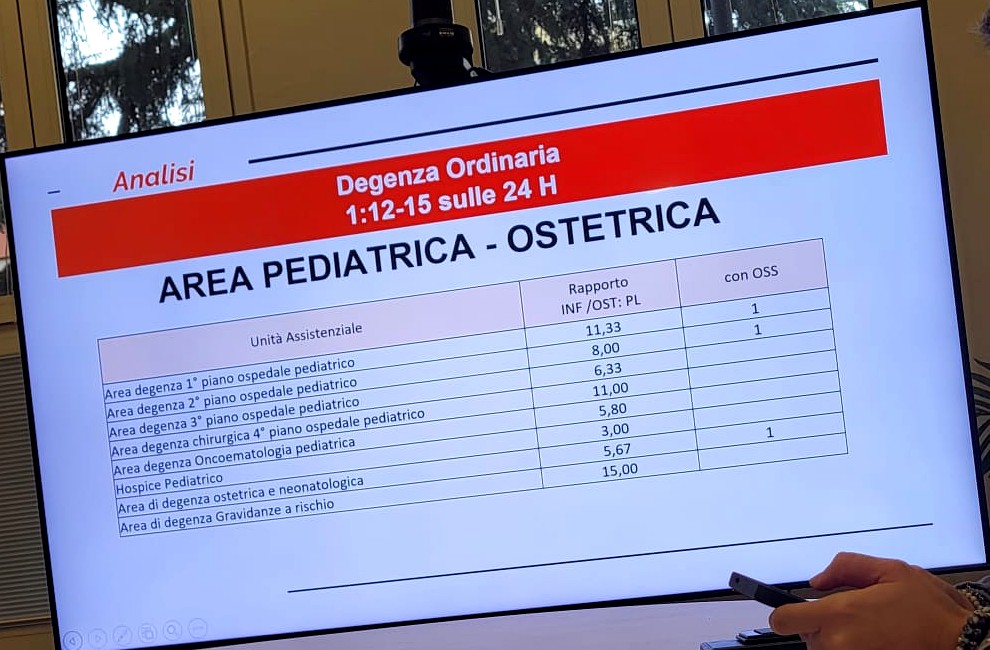 Analisi
Degenza Ordinaria
1:12-15 sulle 24 H
AREA PEDIATRICA - OSTETRICA
Unità Assistenziale Rapporto INF /OST: PL con OSS
Area degenza 1° piano ospedale pediatrico 11,33 1
Area degenza 2° piano ospedale pediatrico 8,00 1
Area degenza 3° piano ospedale pediatrico 6,33
Area degenza chirurgica 4° piano ospedale pediatrico 11,00
Area degenza Oncoematologia pediatrica 5,80
Hospice Pediatrico 3,00
Area di degenza ostetrica e neonatologica 5,67 1
Area di degenza Gravidanze a rischio 15,00